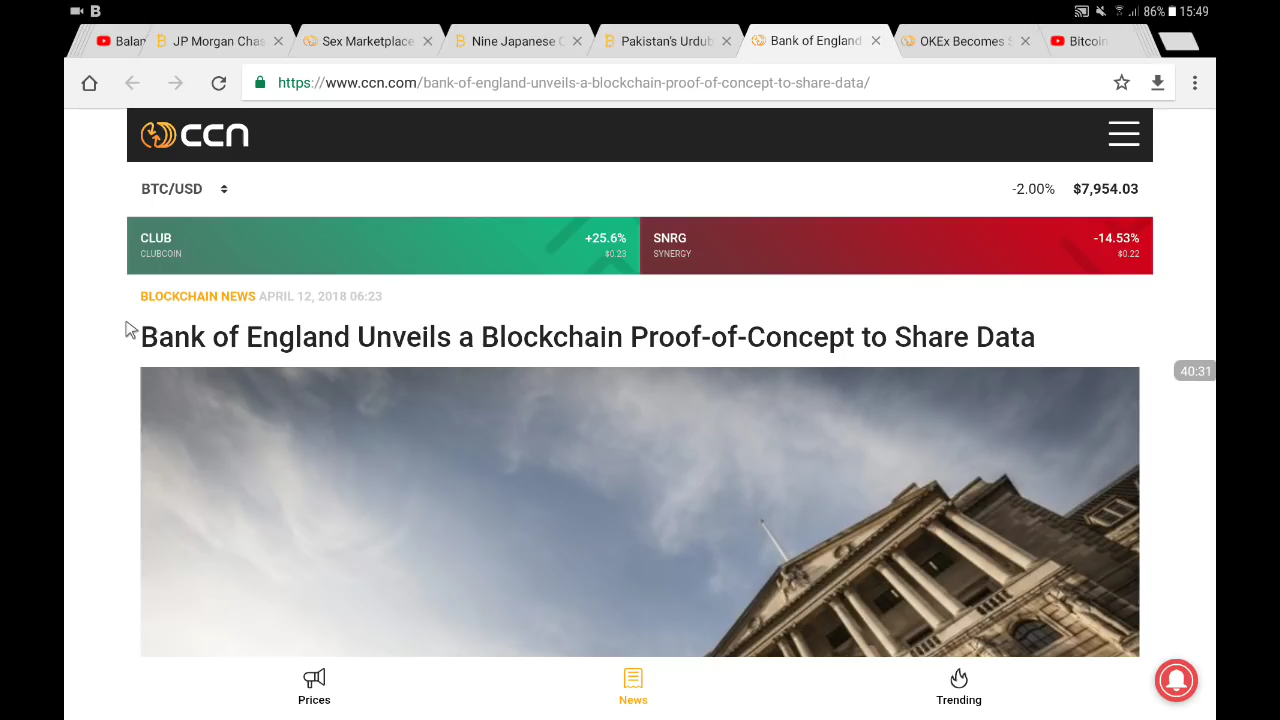 B 86% 15:49
Balan JP Morgan Chas Sex Marketplace Nine Japanese C Pakistan's Urdub Bank of England OKEx Becomes S Bitcoin
https://www.ccn.com/bank-of-england-unveils-a-blockchain-proof-of-concept-to-share-data/
ccn
BTC/USD -2.00% $7,954.03
CLUB +25.6% SNRG -14.53%
CLUBCOIN $0.23 SYNERGY $0.22
BLOCKCHAIN NEWS APRIL 12, 2018 06:23
Bank of England Unveils a Blockchain Proof-of-Concept to Share Data
40:31
Prices News Trending